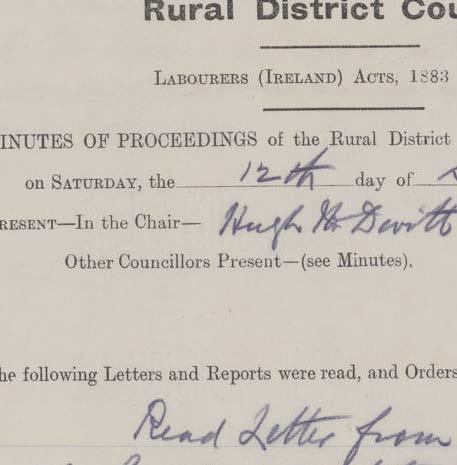 Rural District Cou
LABOURERS (IRELAND) ACTS, 1883
INUTES OF PROCEEDINGS of the Rural District
on SATURDAY, the 12th day of
RESENT—In the Chair— Hugh McDevitt
Other Councillors Present—(see Minutes).
he following Letters and Reports were read, and Orders
Read Letter from